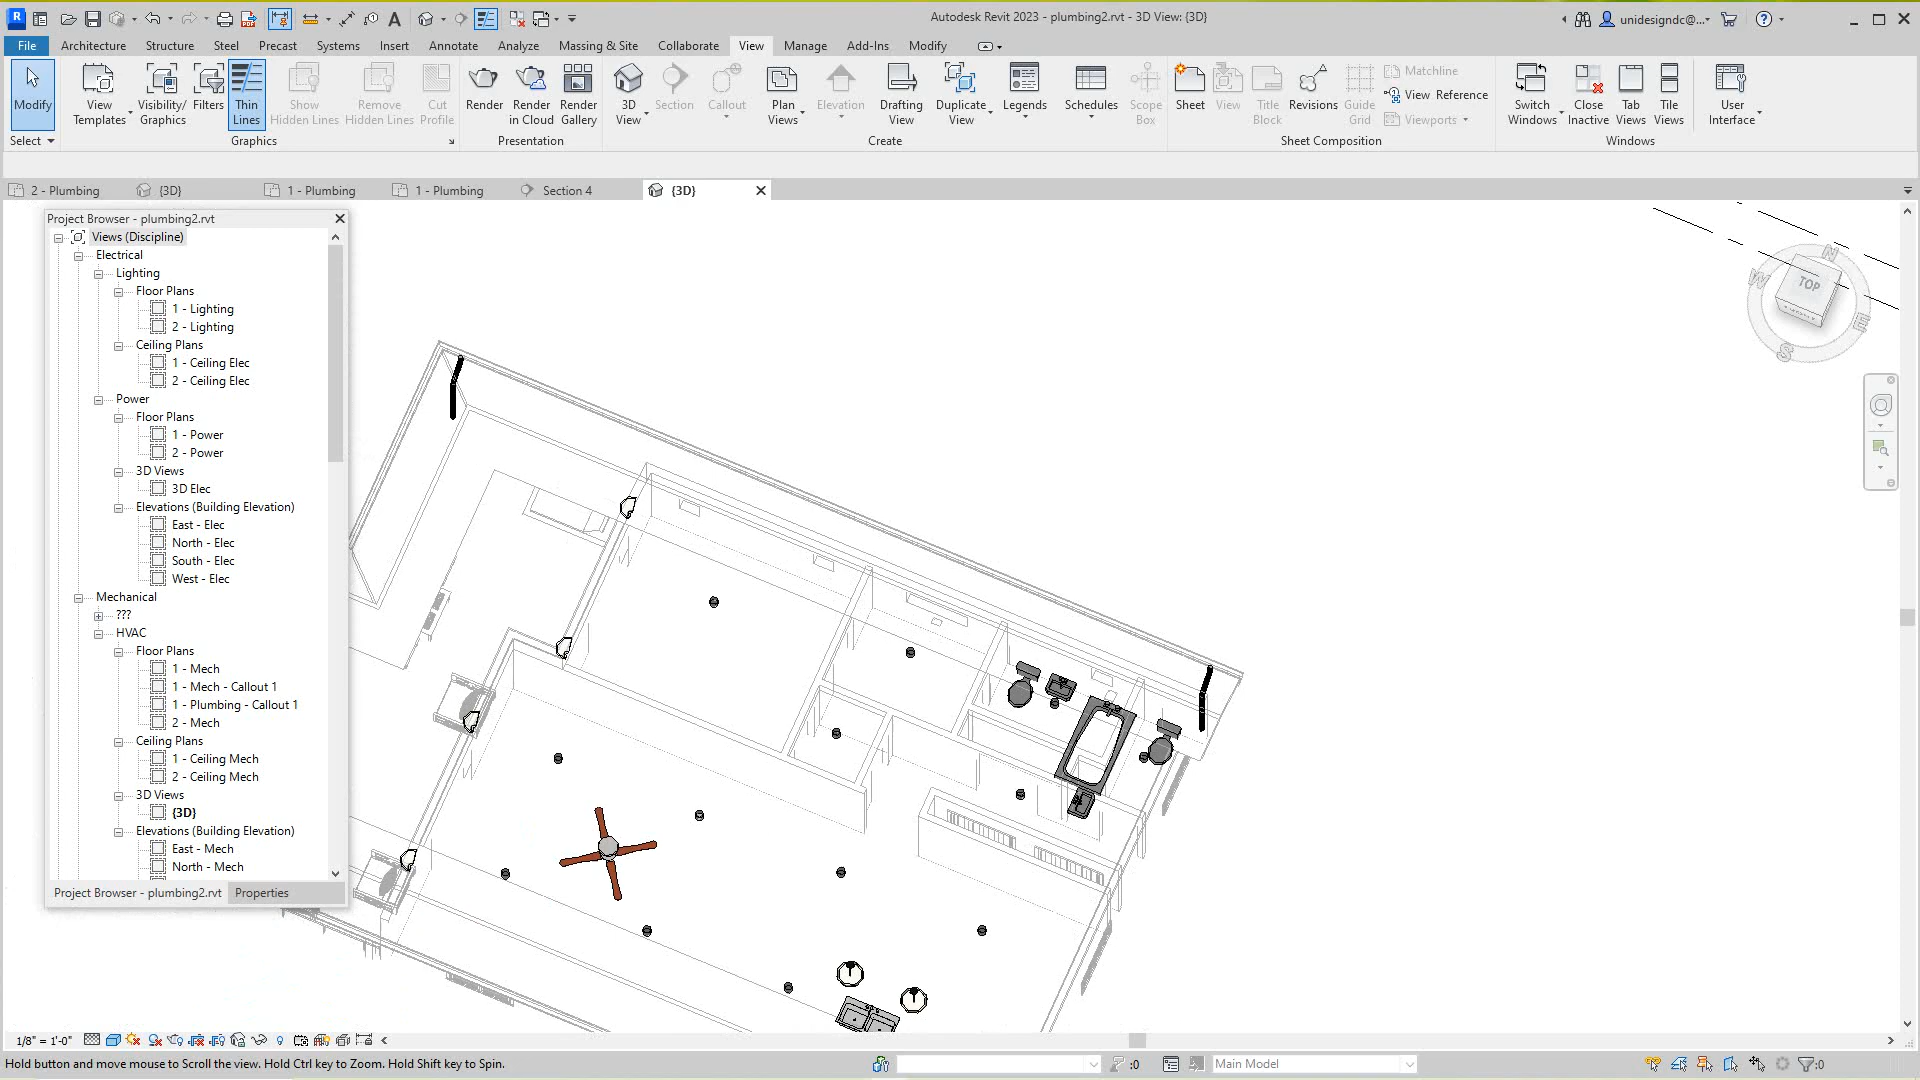 Autodesk Revit 2023 - plumbing2.rvt - 3D View: {3D}
unidesigndc@...
File Architecture Structure Steel Precast Systems Insert Annotate Analyze Massing & Site Collaborate View Manage Add-Ins Modify
Modify
View Templates
Visibility/ Graphics
Filters
Thin Lines
Show Hidden Lines
Remove Hidden Lines
Cut Profile
Render
Render in Cloud
Render Gallery
3D View
Section
Callout
Plan Views
Elevation
Drafting View
Duplicate View
Legends
Schedules
Scope Box
Sheet
View
Title Block
Revisions
Guide Grid
Matchline
View Reference
Viewports
Switch Windows
Close Inactive
Tab Views
Tile Views
User Interface
Select Graphics Presentation Create Sheet Composition Windows
2 - Plumbing {3D} 1 - Plumbing 1 - Plumbing Section 4 {3D}
Project Browser - plumbing2.rvt
Views (Discipline)
Electrical
Lighting
Floor Plans
1 - Lighting
2 - Lighting
Ceiling Plans
1 - Ceiling Elec
2 - Ceiling Elec
Power
Floor Plans
1 - Power
2 - Power
3D Views
3D Elec
Elevations (Building Elevation)
East - Elec
North - Elec
South - Elec
West - Elec
Mechanical
???
HVAC
Floor Plans
1 - Mech
1 - Mech - Callout 1
1 - Plumbing - Callout 1
2 - Mech
Ceiling Plans
1 - Ceiling Mech
2 - Ceiling Mech
3D Views
{3D}
Elevations (Building Elevation)
East - Mech
North - Mech
Project Browser - plumbing2.rvt Properties
N
W
TOP
E
S
1/8" = 1'-0"
Hold button and move mouse to Scroll the view. Hold Ctrl key to Zoom. Hold Shift key to Spin.
:0
Main Model
:0